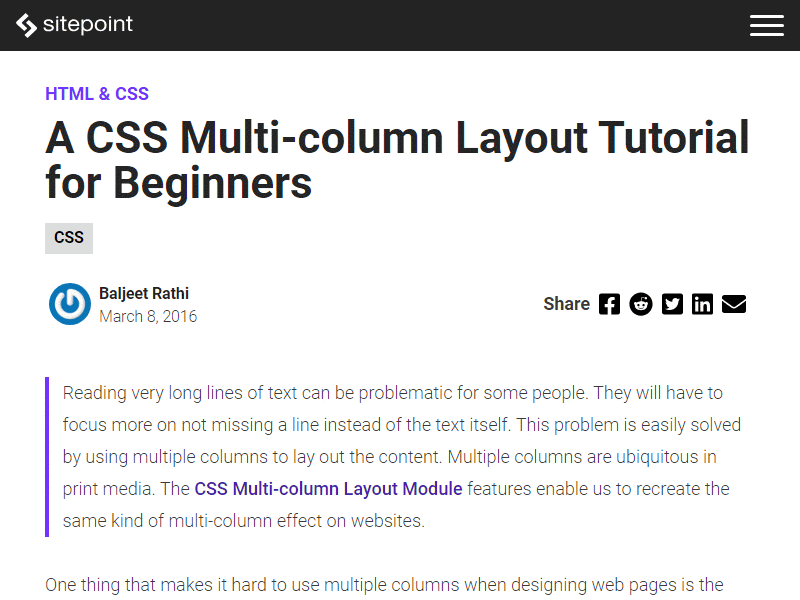 sitepoint
HTML & CSS
A CSS Multi-column Layout Tutorial
for Beginners
CSS
Baljeet Rathi
March 8, 2016
Share
Reading very long lines of text can be problematic for some people. They will have to
focus more on not missing a line instead of the text itself. This problem is easily solved
by using multiple columns to lay out the content. Multiple columns are ubiquitous in
print media. The CSS Multi-column Layout Module features enable us to recreate the
same kind of multi-column effect on websites.
One thing that makes it hard to use multiple columns when designing web pages is the